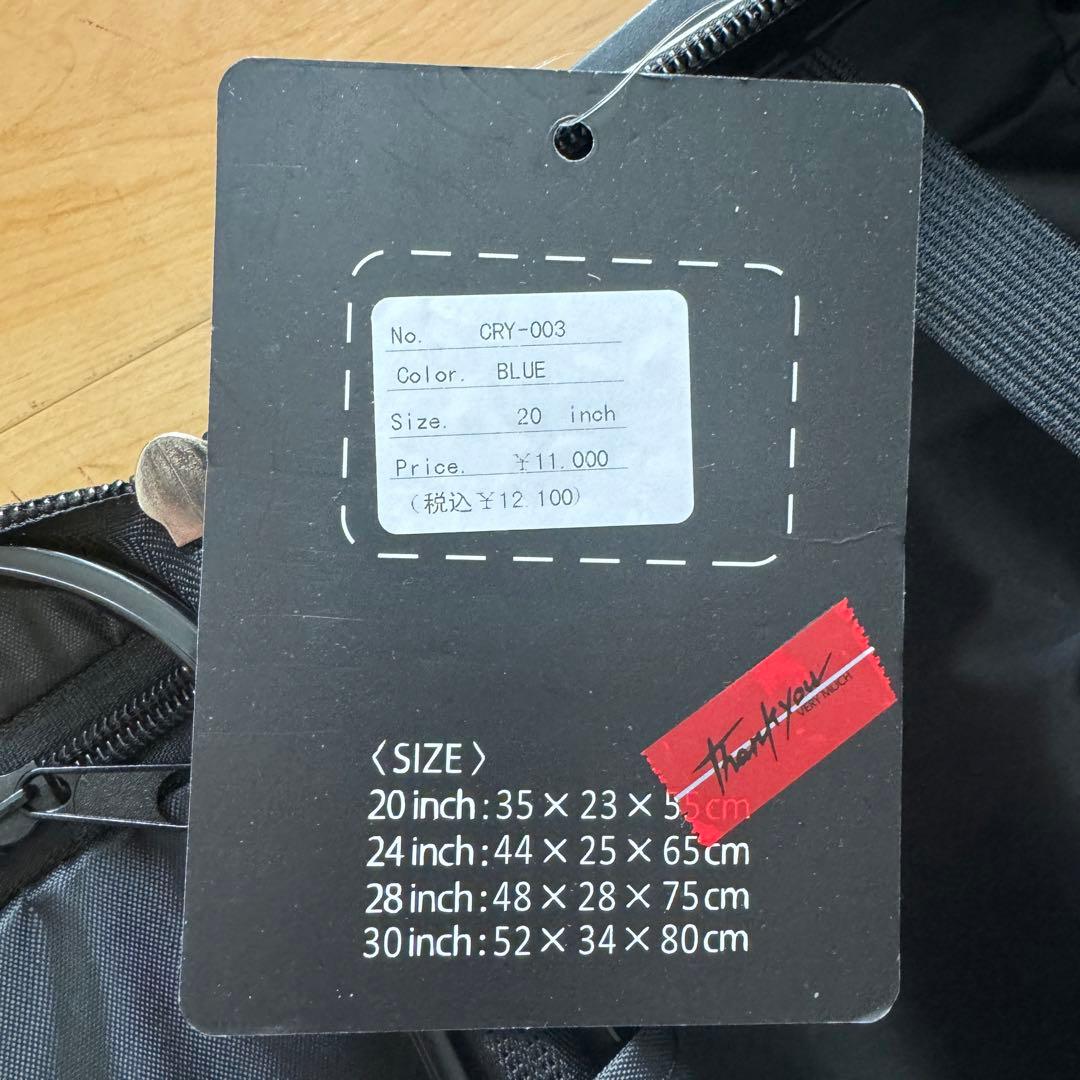 No. CRY-003
Color. BLUE
Size. 20 inch
Price. ¥11.000
(税込¥12.100)
Thank you
VERY MUCH
〈SIZE〉
20 inch : 35 × 23 × 55cm
24 inch : 44 × 25 × 65cm
28 inch : 48 × 28 × 75cm
30 inch : 52 × 34 × 80cm